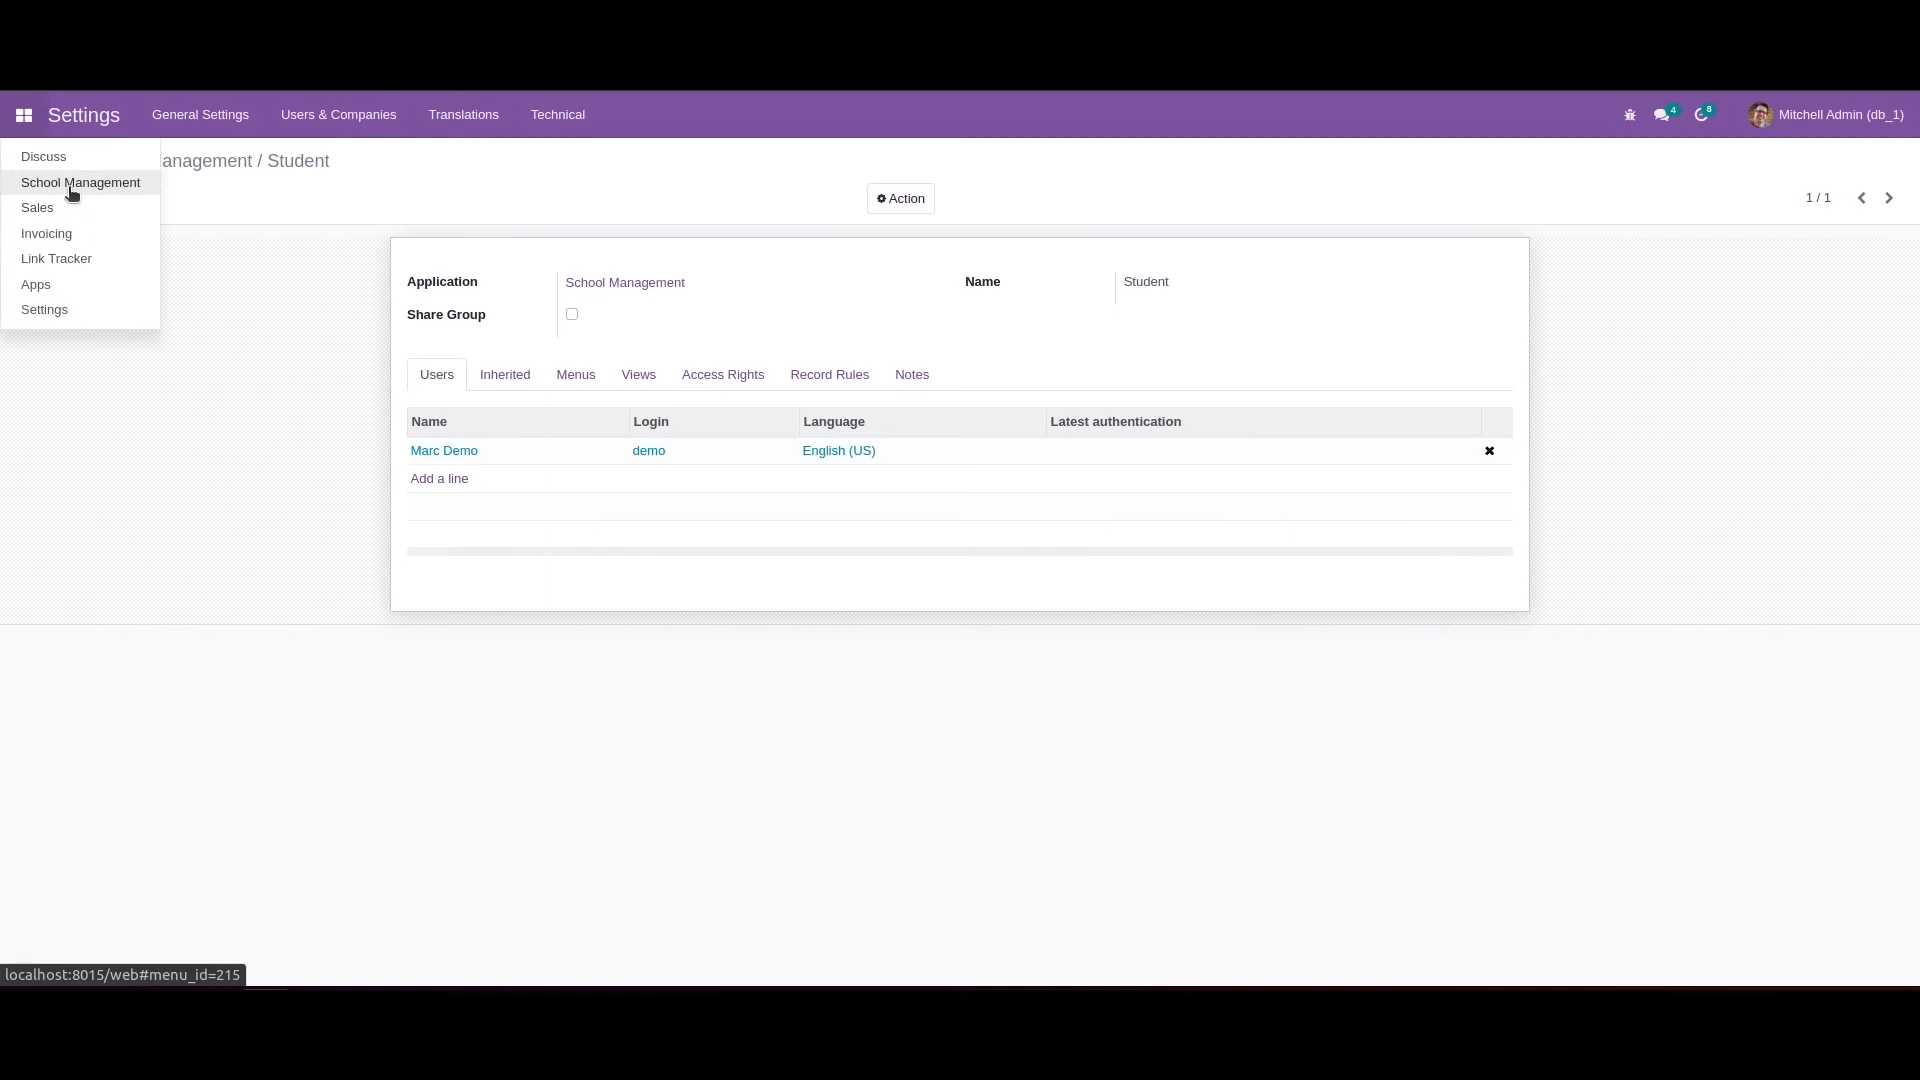 Settings General Settings Users & Companies Translations Technical 4 8 Mitchell Admin (db_1)
Discuss
anagement / Student
School Management
Action 1 / 1
Sales
Invoicing
Link Tracker
Apps
Settings
Application School Management Name Student
Share Group
Users Inherited Menus Views Access Rights Record Rules Notes
Name Login Language Latest authentication
Marc Demo demo English (US)
Add a line
localhost:8015/web#menu_id=215